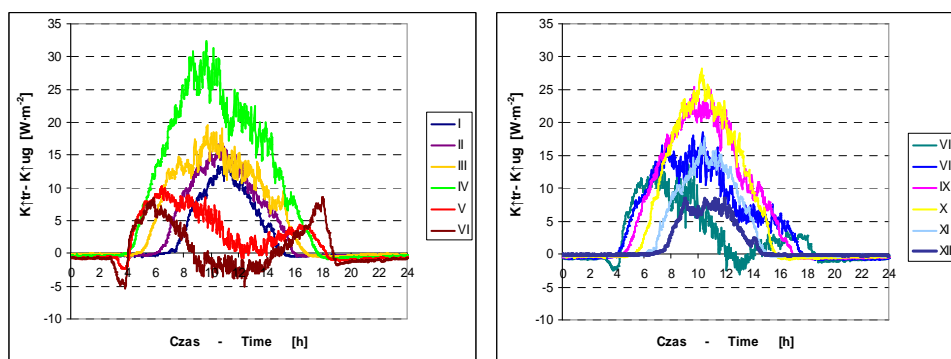 35
30
25
20
15
10
5
0
-5
-10
0 2 4 6 8 10 12 14 16 18 20 22 24
K↑tr- K↑ug [W·m-2]
Czas - Time [h]
I
II
III
IV
V
VI
35
30
25
20
15
10
5
0
-5
-10
0 2 4 6 8 10 12 14 16 18 20 22 24
K↑tr- K↑ug [W·m-2]
Czas - Time [h]
VI
VI
IX
X
XI
XII